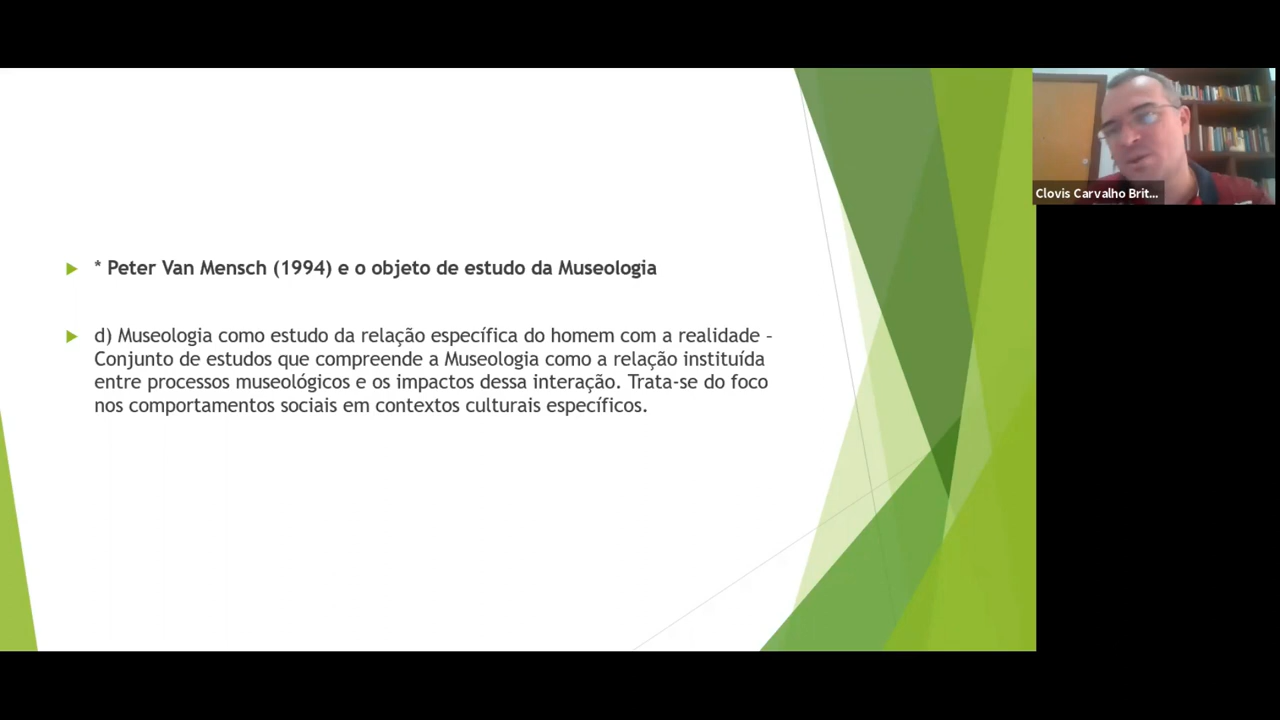 * Peter Van Mensch (1994) e o objeto de estudo da Museologia
d) Museologia como estudo da relação específica do homem com a realidade –
Conjunto de estudos que compreende a Museologia como a relação instituída
entre processos museológicos e os impactos dessa interação. Trata-se do foco
nos comportamentos sociais em contextos culturais específicos.
Clovis Carvalho Brit...